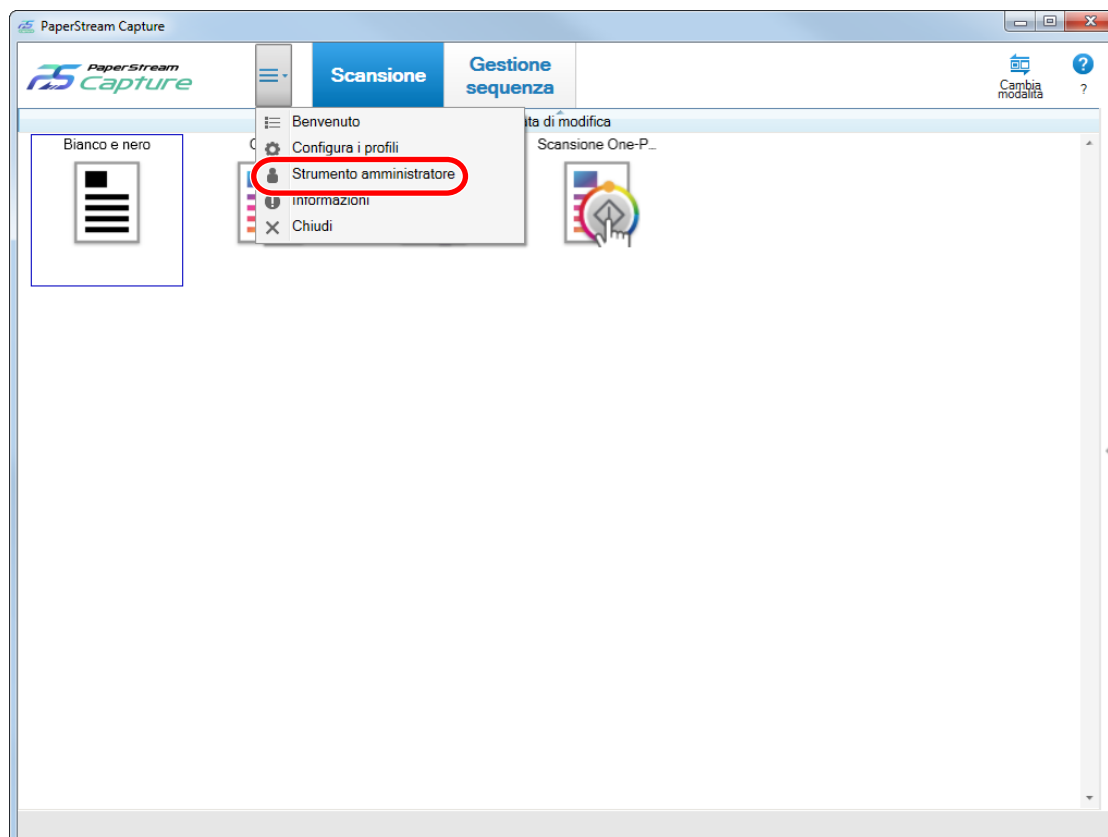 PaperStream Capture
PaperStream
Capture
Scansione
Gestione
sequenza
Cambia
modalità
?
?
Benvenuto
Configura i profili
Strumento amministratore
Informazioni
Chiudi
di modifica
Bianco e nero
Scansione One-P...